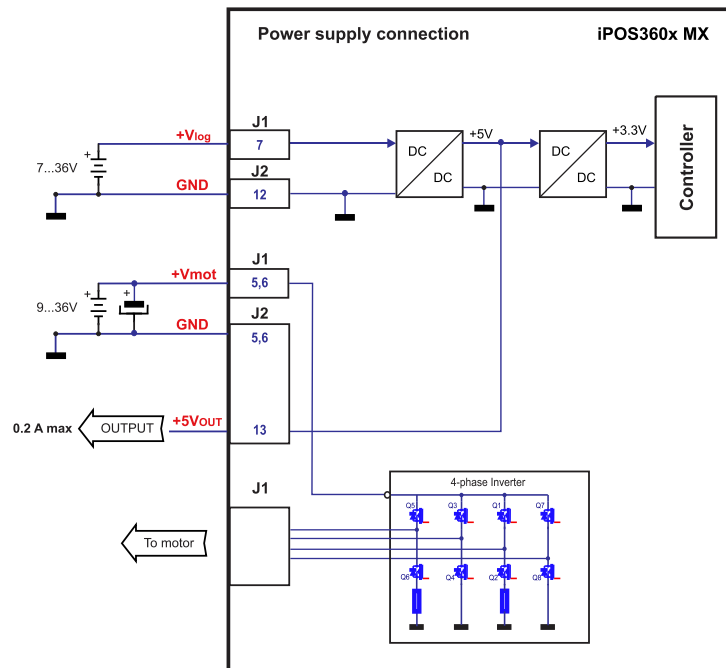 Power supply connection
iPOS360x MX
J1
+Vlog
7
+5V
+3.3V
DC
DC
DC
DC
Controller
+
7...36V
J2
GND
12
J1
+Vmot
5,6
+
+
9...36V
J2
GND
5,6
0.2 A max
OUTPUT
+5VOUT
13
J1
To motor
4-phase Inverter
Q5
Q3
Q1
Q7
Q6
Q4
Q2
Q8